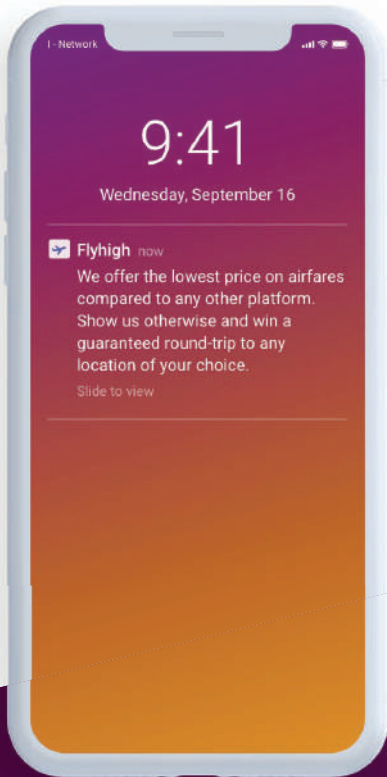 I - Network
9:41
Wednesday, September 16
Flyhigh now
We offer the lowest price on airfares
compared to any other platform.
Show us otherwise and win a
guaranteed round-trip to any
location of your choice.
Slide to view